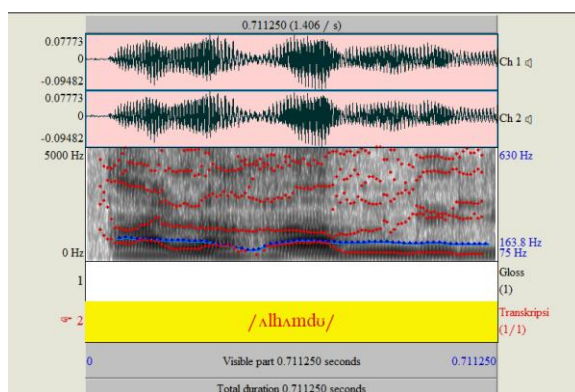 0.711250 (1.406 / s)
0.07773
0
-0.09482
Ch 1
0.07773
0
-0.09482
Ch 2
5000 Hz
630 Hz
163.8 Hz
0 Hz
75 Hz
1
Gloss
(1)
2
/ʌlhʌmdʊ/
Transkripsi
(1/1)
0
Visible part 0.711250 seconds
0.711250
Total duration 0.711250 seconds